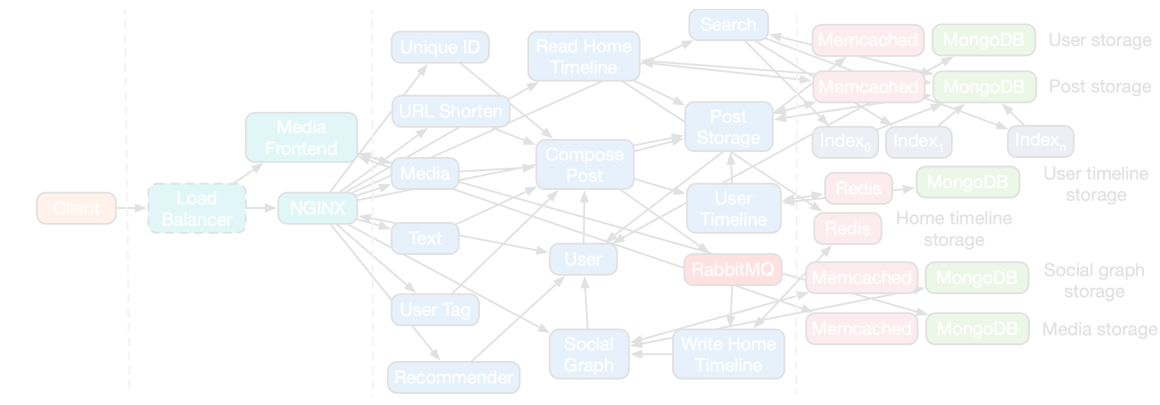 Search
Memcached
MongoDB
User storage
Unique ID
Read Home
Timeline
Memcached
MongoDB
Post storage
URL Shorten
Post
Storage
Media
Frontend
Index0
Index1
Indexn
Compose
Post
Media
Redis
MongoDB
User timeline
storage
Client
Load
Balancer
NGINX
User
Timeline
Text
Redis
Home timeline
storage
User
RabbitMQ
Memcached
MongoDB
Social graph
storage
User Tag
Memcached
MongoDB
Media storage
Social
Graph
Write Home
Timeline
Recommender